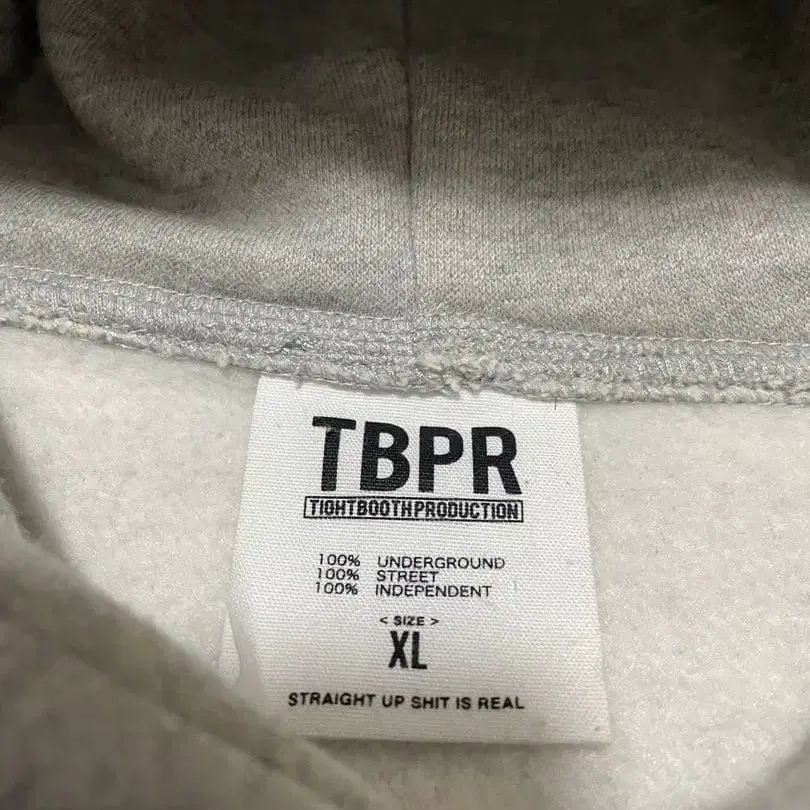 TBPR
TIGHTBOOTHPRODUCTION
100% UNDERGROUND
100% STREET
100% INDEPENDENT
< SIZE >
XL
STRAIGHT UP SHIT IS REAL